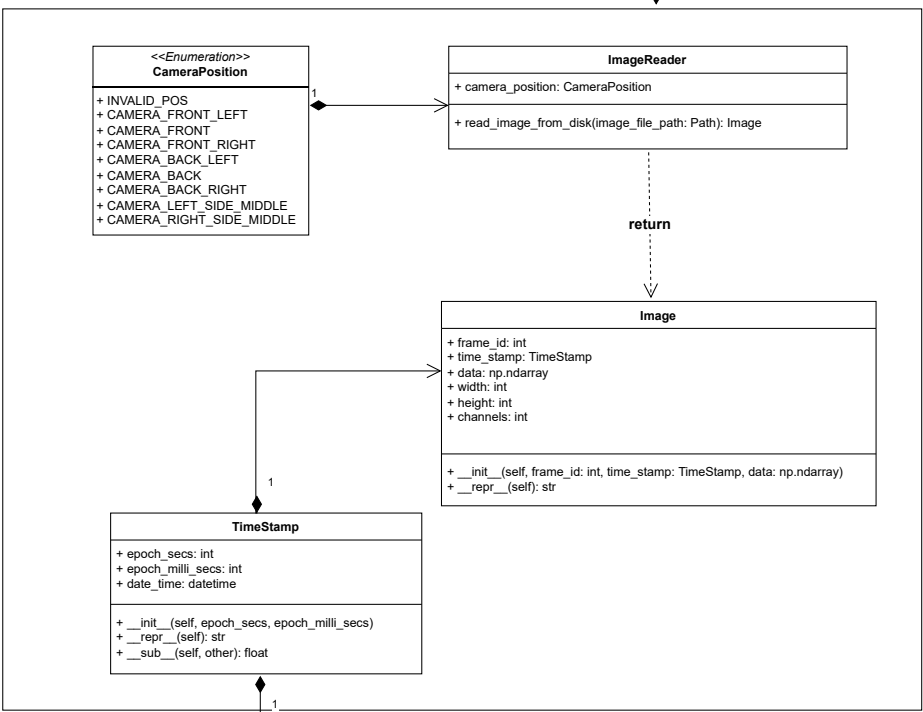 <<Enumeration>>
CameraPosition
+ INVALID_POS
+ CAMERA_FRONT_LEFT
+ CAMERA_FRONT
+ CAMERA_FRONT_RIGHT
+ CAMERA_BACK_LEFT
+ CAMERA_BACK
+ CAMERA_BACK_RIGHT
+ CAMERA_LEFT_SIDE_MIDDLE
+ CAMERA_RIGHT_SIDE_MIDDLE
1
ImageReader
+ camera_position: CameraPosition
+ read_image_from_disk(image_file_path: Path): Image
return
Image
+ frame_id: int
+ time_stamp: TimeStamp
+ data: np.ndarray
+ width: int
+ height: int
+ channels: int
+ __init__(self, frame_id: int, time_stamp: TimeStamp, data: np.ndarray)
+ __repr__(self): str
1
TimeStamp
+ epoch_secs: int
+ epoch_milli_secs: int
+ date_time: datetime
+ __init__(self, epoch_secs, epoch_milli_secs)
+ __repr__(self): str
+ __sub__(self, other): float
1